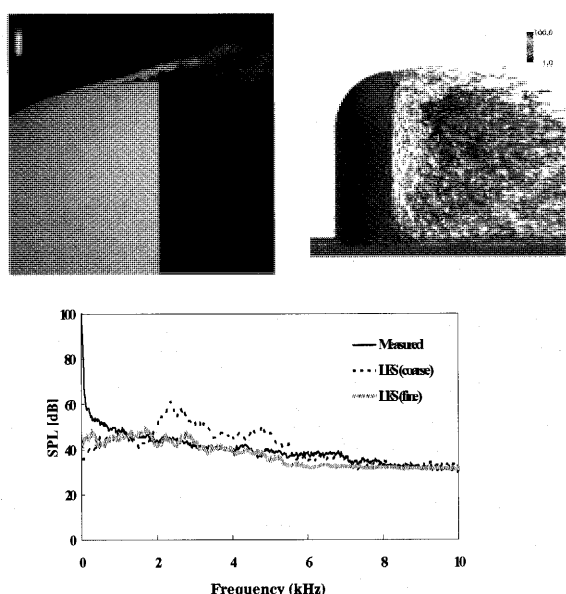 100.0
1.0
100
80
60
40
20
0
SPL [dB]
Measured
LES(coarse)
LES(fine)
0 2 4 6 8 10
Frequency (kHz)